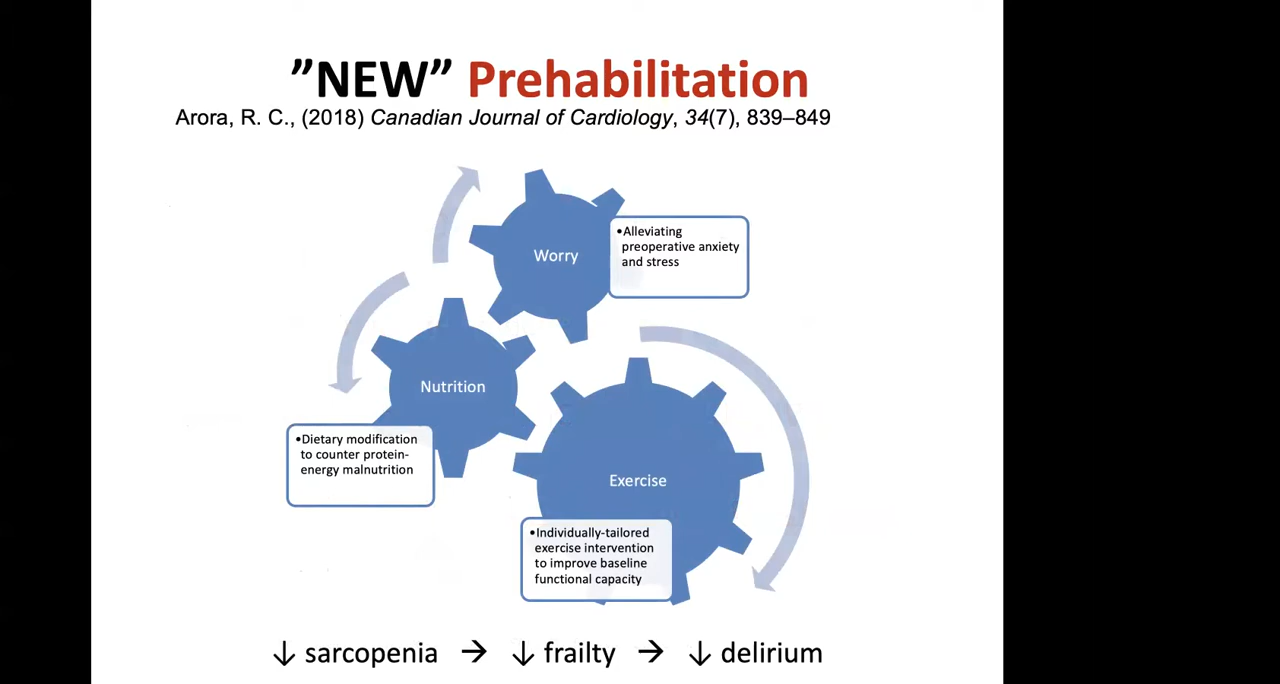 ”NEW” Prehabilitation
Arora, R. C., (2018) Canadian Journal of Cardiology, 34(7), 839–849
Worry
•Alleviating
preoperative anxiety
and stress
Nutrition
•Dietary modification
to counter protein-
energy malnutrition
Exercise
•Individually-tailored
exercise intervention
to improve baseline
functional capacity
↓ sarcopenia → ↓ frailty → ↓ delirium